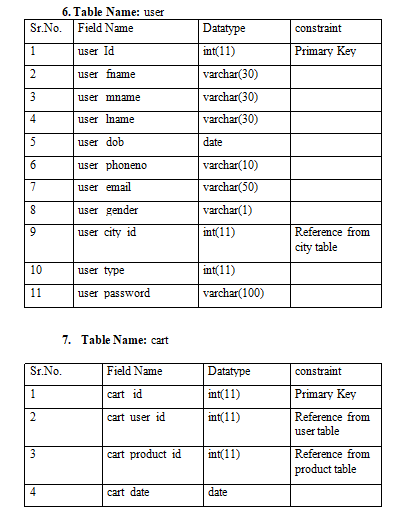 6. Table Name: user
Sr.No. Field Name Datatype constraint
1 user Id int(11) Primary Key
2 user fname varchar(30)
3 user mname varchar(30)
4 user lname varchar(30)
5 user dob date
6 user phoneno varchar(10)
7 user email varchar(50)
8 user gender varchar(1)
9 user city id int(11) Reference from
city table
10 user type int(11)
11 user password varchar(100)
7. Table Name: cart
Sr.No. Field Name Datatype constraint
1 cart id int(11) Primary Key
2 cart user id int(11) Reference from
user table
3 cart product id int(11) Reference from
product table
4 cart date date